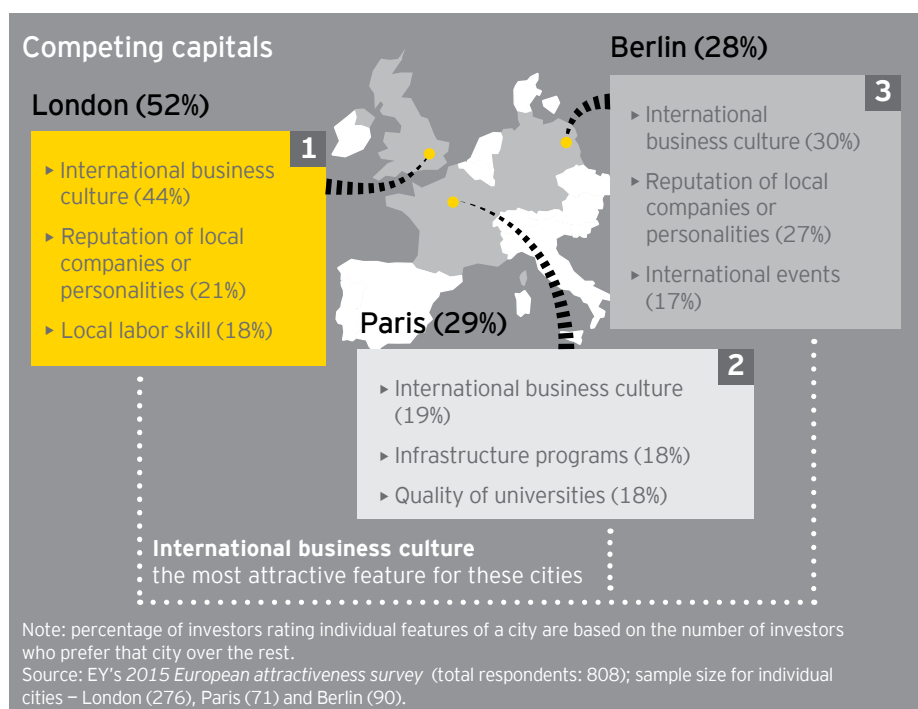 Competing capitals
London (52%)
1
▸ International business
culture (44%)
▸ Reputation of local
companies or
personalities (21%)
▸ Local labor skill (18%)
Paris (29%)
2
▸ International business culture
(19%)
▸ Infrastructure programs (18%)
▸ Quality of universities (18%)
Berlin (28%)
3
▸ International
business culture (30%)
▸ Reputation of local
companies or
personalities (27%)
▸ International events
(17%)
International business culture
the most attractive feature for these cities
Note: percentage of investors rating individual features of a city are based on the number of investors
who prefer that city over the rest.
Source: EY's 2015 European attractiveness survey (total respondents: 808); sample size for individual
cities – London (276), Paris (71) and Berlin (90).